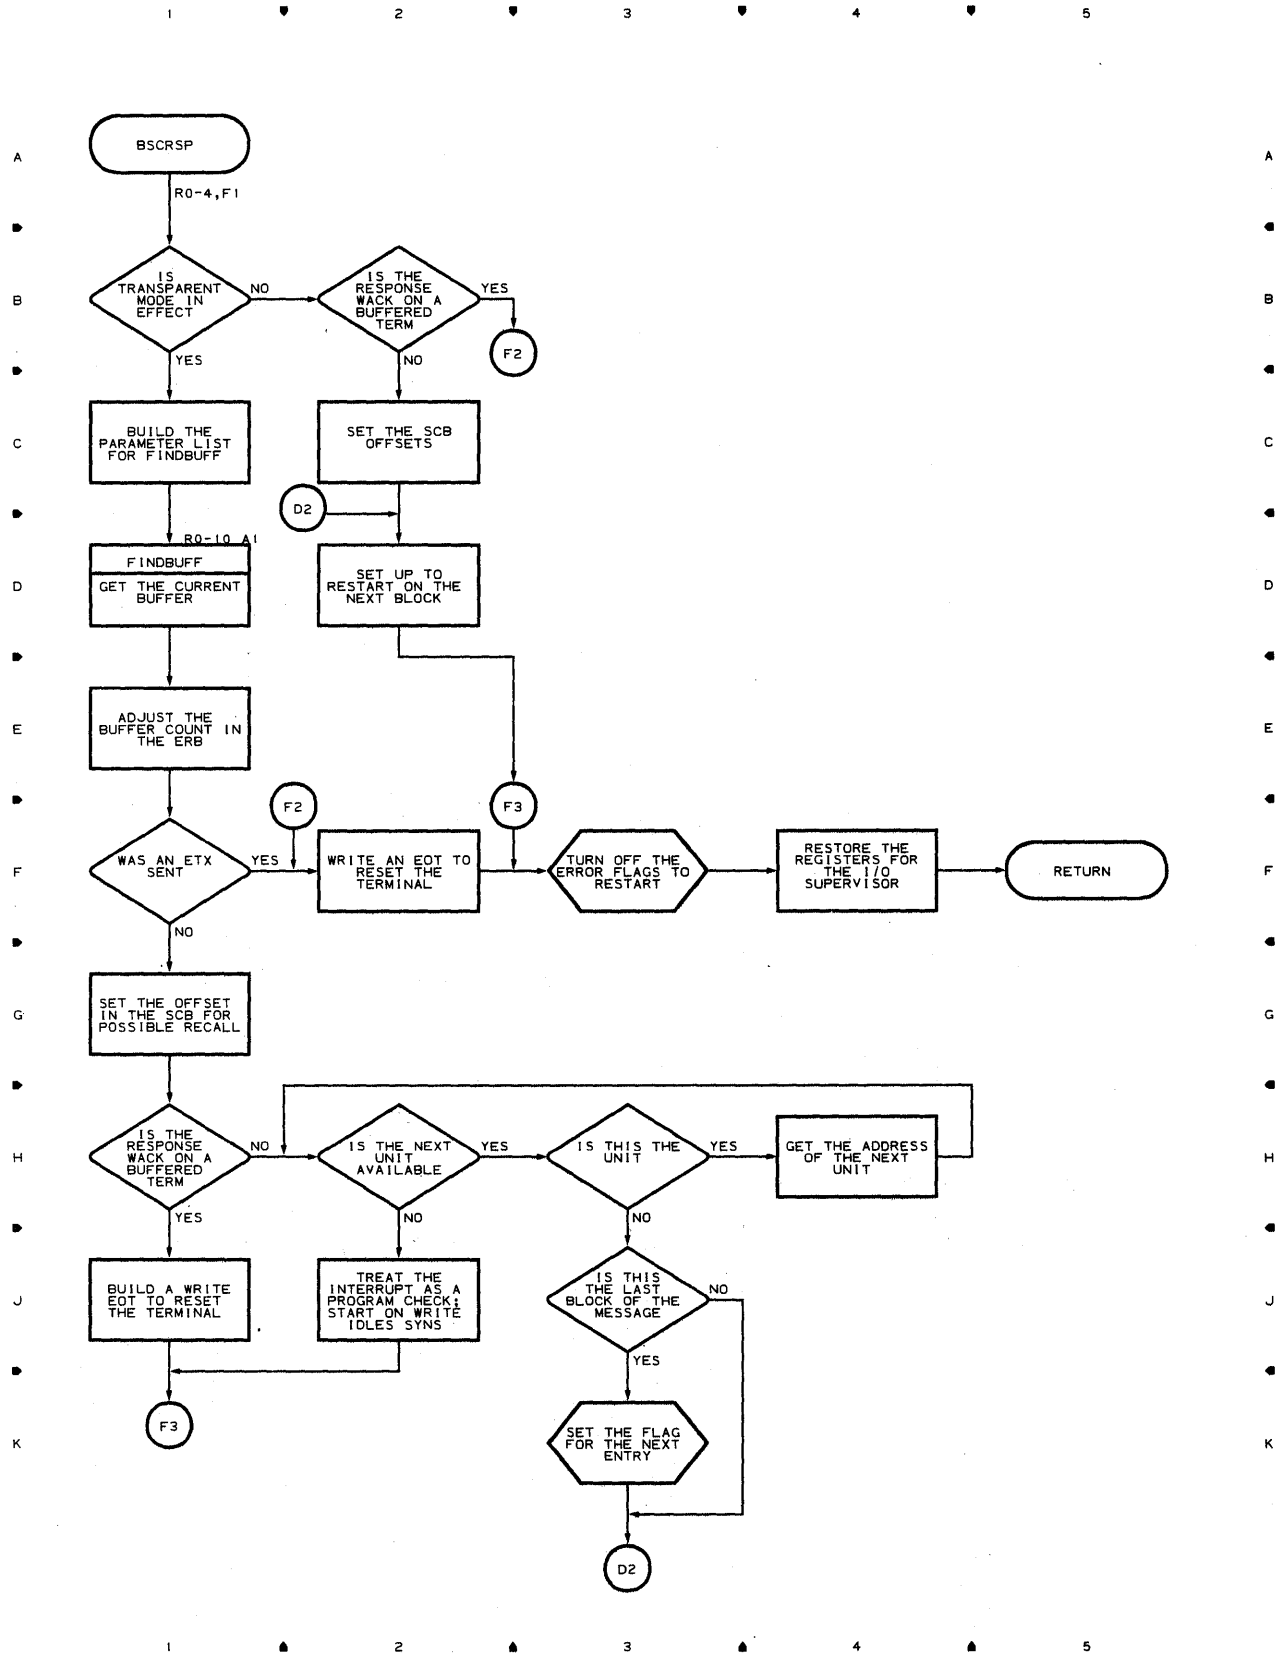 1 2 3 4 5
A A
BSCRSP
R0-4,F1
B B
IS
TRANSPARENT
MODE IN
EFFECT
NO
YES
IS THE
RESPONSE
WACK ON A
BUFFERED
TERM
YES
F2
NO
C C
BUILD THE
PARAMETER LIST
FOR FINDBUFF
SET THE SCB
OFFSETS
D2
R0-10 A1
D D
FINDBUFF
GET THE CURRENT
BUFFER
SET UP TO
RESTART ON THE
NEXT BLOCK
E E
ADJUST THE
BUFFER COUNT IN
THE ERB
F2
F3
F F
WAS AN ETX
SENT
YES
NO
WRITE AN EOT TO
RESET THE
TERMINAL
TURN OFF THE
ERROR FLAGS TO
RESTART
RESTORE THE
REGISTERS FOR
THE I/O
SUPERVISOR
RETURN
G G
SET THE OFFSET
IN THE SCB FOR
POSSIBLE RECALL
H H
IS THE
RESPONSE
WACK ON A
BUFFERED
TERM
NO
YES
IS THE NEXT
UNIT
AVAILABLE
YES
NO
IS THIS THE
UNIT
YES
NO
GET THE ADDRESS
OF THE NEXT
UNIT
J J
BUILD A WRITE
EOT TO RESET
THE TERMINAL
TREAT THE
INTERRUPT AS A
PROGRAM CHECK;
START ON WRITE
IDLES SYNS
IS THIS
THE LAST
BLOCK OF THE
MESSAGE
NO
YES
K K
F3
SET THE FLAG
FOR THE NEXT
ENTRY
D2
1 2 3 4 5